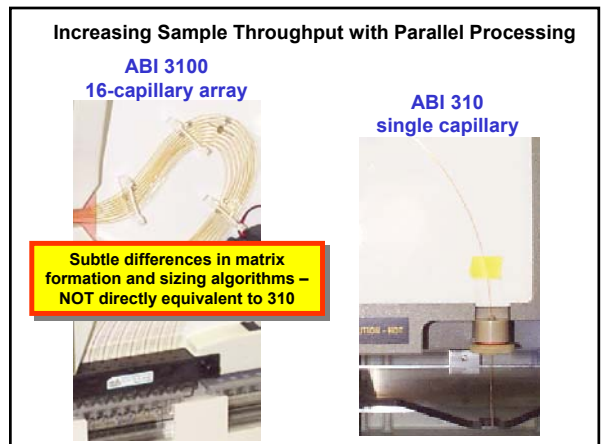 Increasing Sample Throughput with Parallel Processing
ABI 3100
16-capillary array
ABI 310
single capillary
Subtle differences in matrix
formation and sizing algorithms –
NOT directly equivalent to 310
- HOT